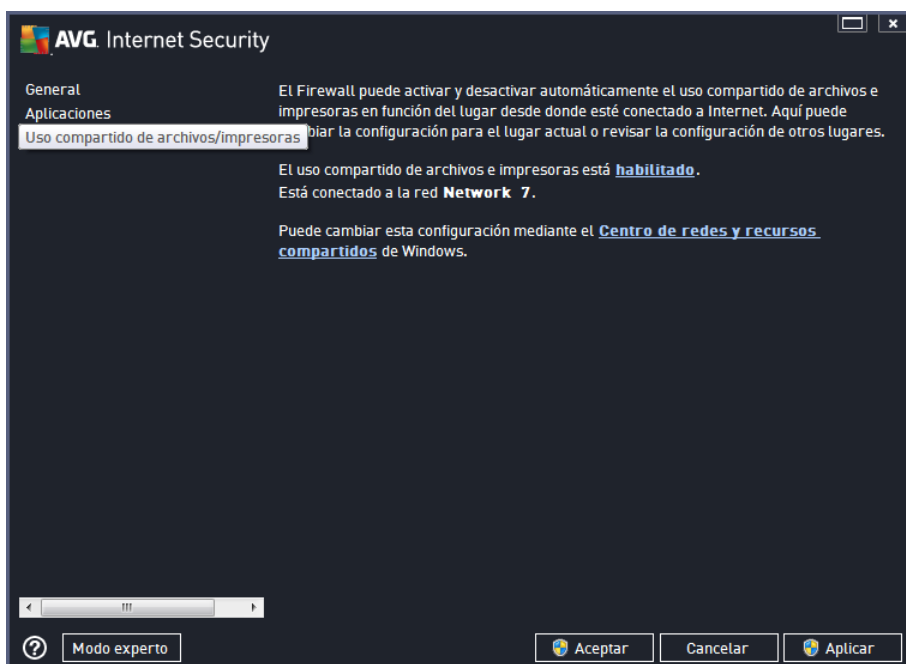 AVG. Internet Security
General
Aplicaciones
Uso compartido de archivos/impresoras
El Firewall puede activar y desactivar automáticamente el uso compartido de archivos e
impresoras en función del lugar desde donde esté conectado a Internet. Aquí puede
biar la configuración para el lugar actual o revisar la configuración de otros lugares.
El uso compartido de archivos e impresoras está habilitado.
Está conectado a la red Network 7.
Puede cambiar esta configuración mediante el Centro de redes y recursos
compartidos de Windows.
? Modo experto
Aceptar
Cancelar
Aplicar